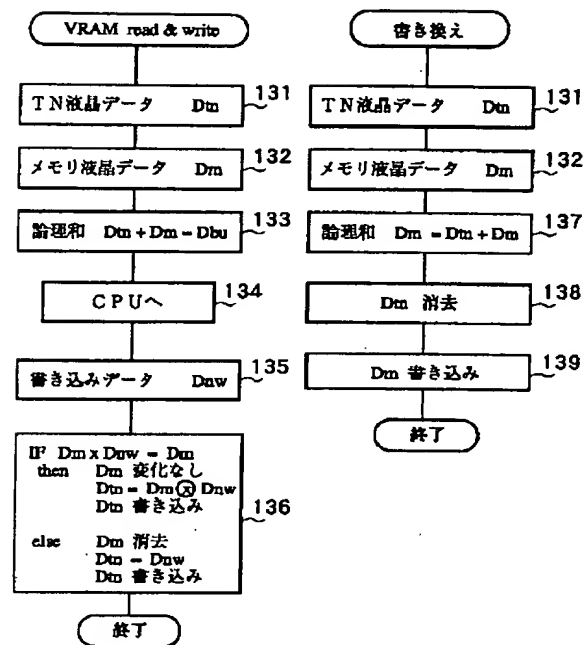 VRAM read & write
TN液晶データ Dtn
131
メモリ液晶データ Dm
132
論理和 Dtn + Dm = Dbu
133
CPUへ
134
書き込みデータ Dnw
135
IF Dm x Dnw = Dm
then Dm 変化なし
Dtn = Dm ⓧ Dnw
Dtn 書き込み
else Dm 消去
Dtn = Dnw
Dtn 書き込み
136
終了
書き換え
TN液晶データ Dtn
131
メモリ液晶データ Dm
132
論理和 Dm = Dtn + Dm
137
Dtn 消去
138
Dm 書き込み
139
終了